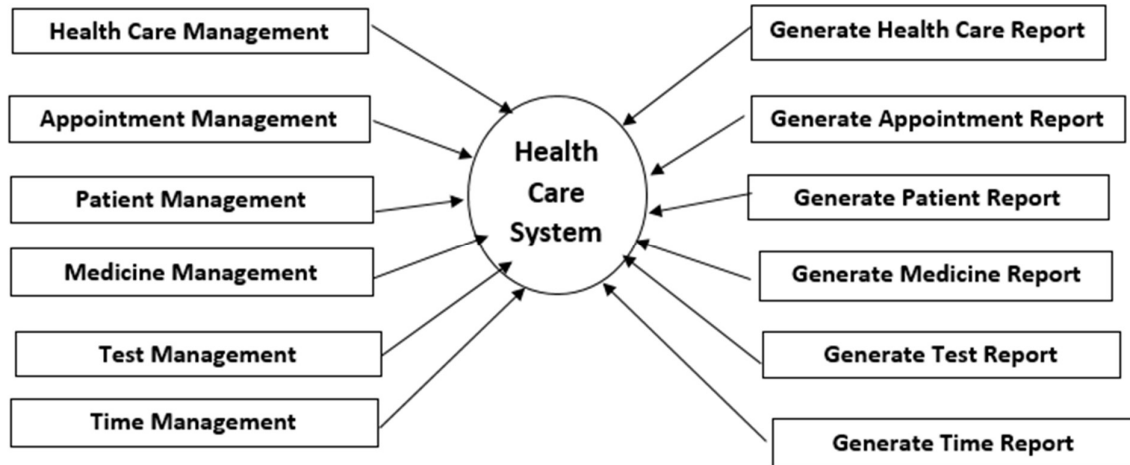 Health Care Management
Appointment Management
Patient Management
Medicine Management
Test Management
Time Management
Health
Care
System
Generate Health Care Report
Generate Appointment Report
Generate Patient Report
Generate Medicine Report
Generate Test Report
Generate Time Report